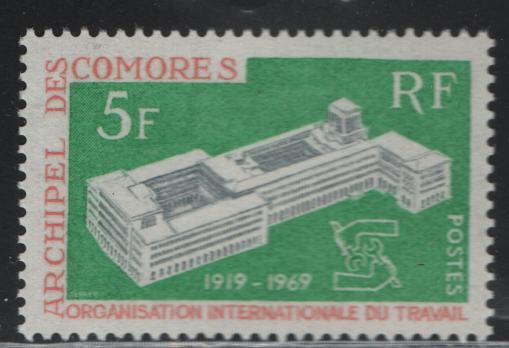 ARCHIPEL DES COMORES
5F
RF
1919-1969
POSTES
ORGANISATION INTERNATIONALE DU TRAVAIL